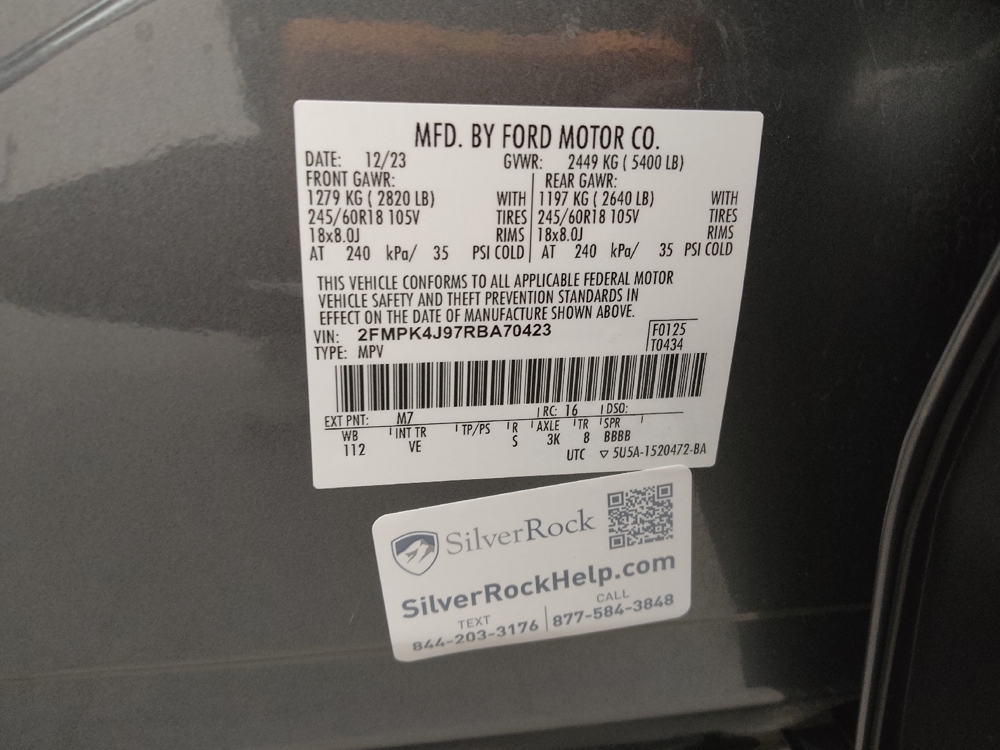 MFD. BY FORD MOTOR CO.
DATE: 12/23 GVWR: 2449 KG ( 5400 LB)
FRONT GAWR: REAR GAWR:
1279 KG ( 2820 LB) WITH 1197 KG ( 2640 LB) WITH
245/60R18 105V TIRES 245/60R18 105V TIRES
18x8.0J RIMS 18x8.0J RIMS
AT 240 kPa/ 35 PSI COLD AT 240 kPa/ 35 PSI COLD
THIS VEHICLE CONFORMS TO ALL APPLICABLE FEDERAL MOTOR
VEHICLE SAFETY AND THEFT PREVENTION STANDARDS IN
EFFECT ON THE DATE OF MANUFACTURE SHOWN ABOVE.
VIN: 2FMPK4J97RBA70423 F0125
TYPE: MPV T0434
EXT PNT: M7 RC: 16 DSO:
WB INT TR TP/PS R AXLE TR SPR
112 VE S 3K 8 BBBB
UTC ▽ 5U5A-1520472-BA
SilverRock
SilverRockHelp.com
TEXT CALL
844-203-3176 877-584-3848